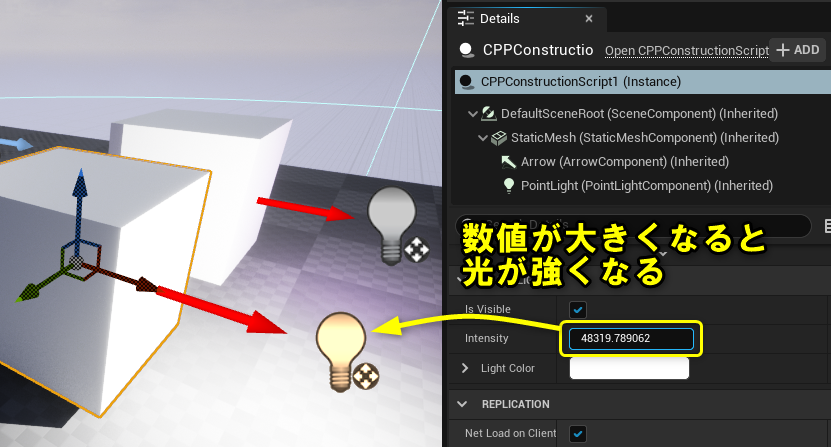 Details
CPPConstructio
Open CPPConstructionScript
ADD
CPPConstructionScript1 (Instance)
DefaultSceneRoot (SceneComponent) (Inherited)
StaticMesh (StaticMeshComponent) (Inherited)
Arrow (ArrowComponent) (Inherited)
PointLight (PointLightComponent) (Inherited)
数値が大きくなると
光が強くなる
Is Visible
Intensity
48319.789062
Light Color
REPLICATION
Net Load on Client